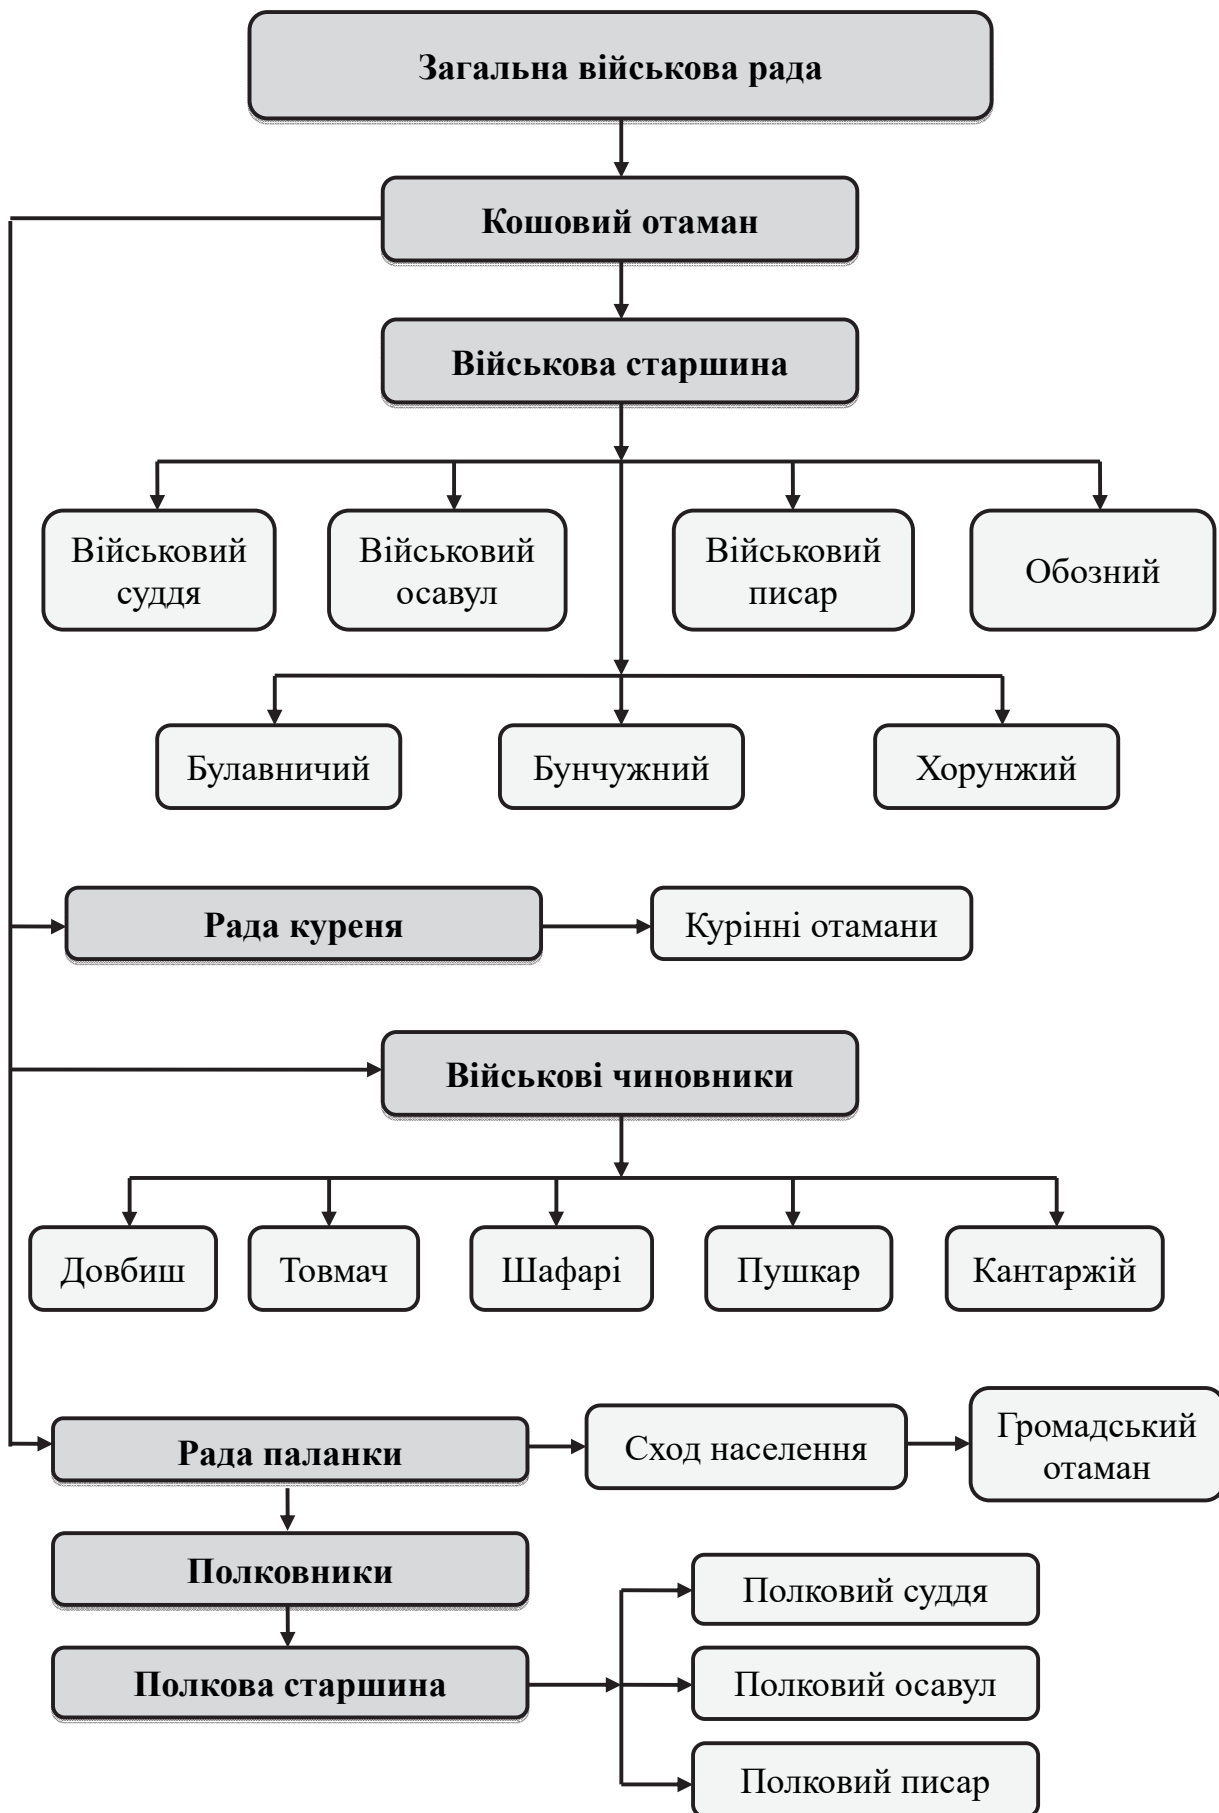 Загальна військова рада
Кошовий отаман
Військова старшина
Військовий
суддя
Військовий
осавул
Військовий
писар
Обозний
Булавничий
Бунчужний
Хорунжий
Рада куреня
Курінні отамани
Військові чиновники
Довбиш
Товмач
Шафарі
Пушкар
Кантаржій
Рада паланки
Сход населення
Громадський
отаман
Полковники
Полкова старшина
Полковий суддя
Полковий осавул
Полковий писар